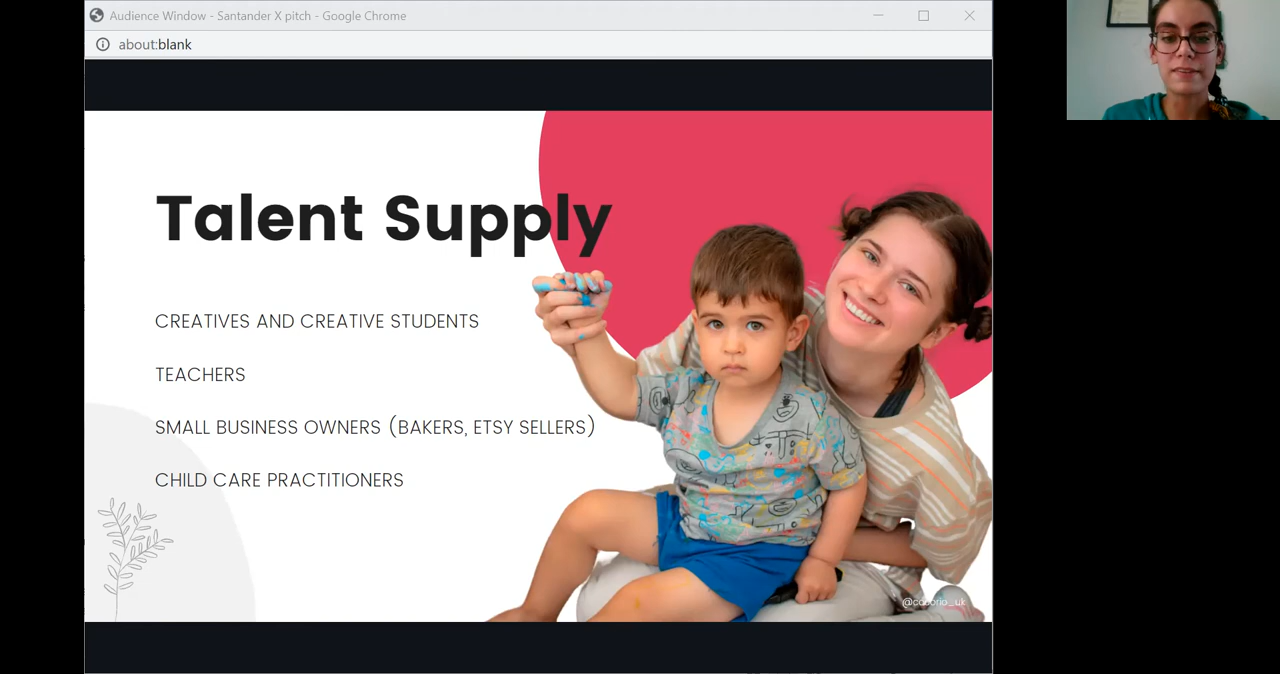 Audience Window - Santander X pitch - Google Chrome
about:blank
Talent Supply
CREATIVES AND CREATIVE STUDENTS
TEACHERS
SMALL BUSINESS OWNERS (BAKERS, ETSY SELLERS)
CHILD CARE PRACTITIONERS